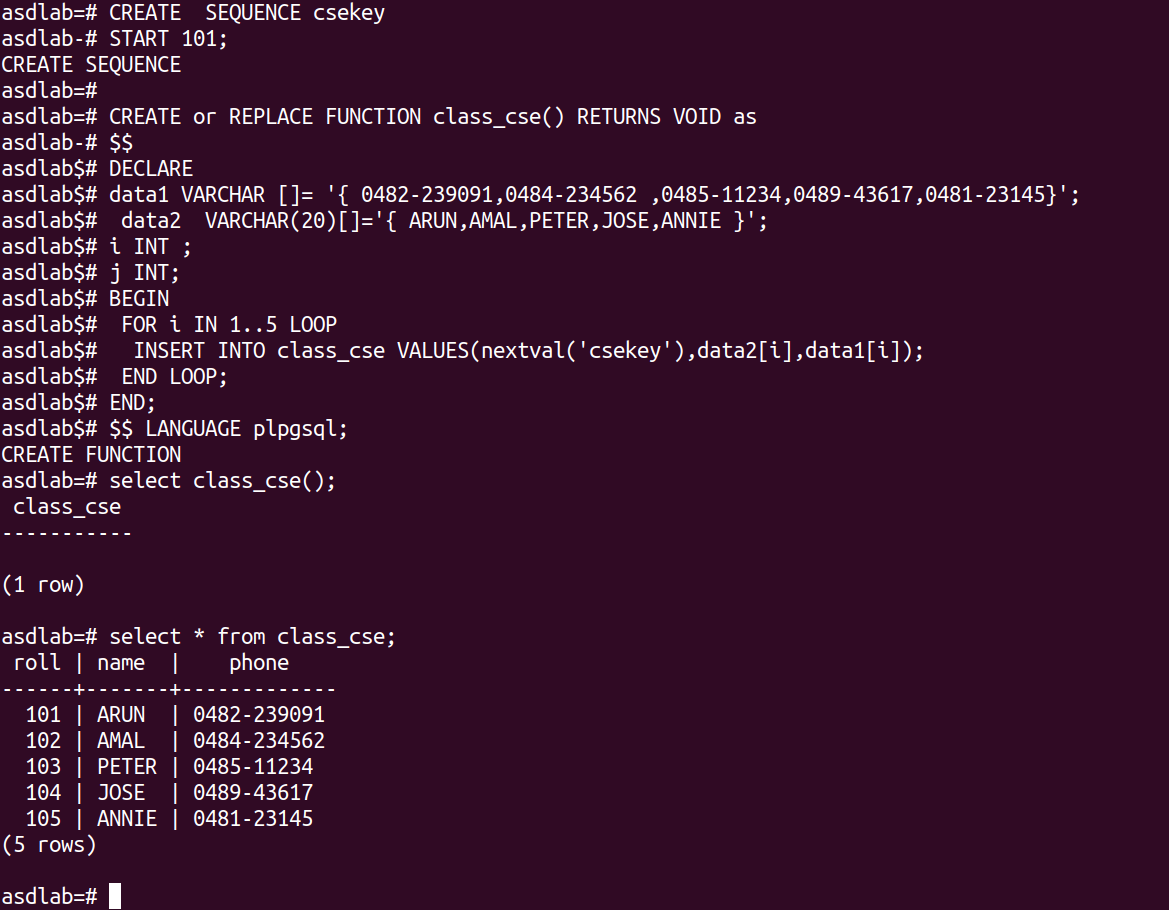 asdlab=# CREATE  SEQUENCE csekey
asdlab-# START 101;
CREATE SEQUENCE
asdlab=#
asdlab=# CREATE or REPLACE FUNCTION class_cse() RETURNS VOID as
asdlab-# $$
asdlab$# DECLARE
asdlab$# data1 VARCHAR []= '{ 0482-239091,0484-234562 ,0485-11234,0489-43617,0481-23145}';
asdlab$#  data2  VARCHAR(20)[]='{ ARUN,AMAL,PETER,JOSE,ANNIE }';
asdlab$# i INT ;
asdlab$# j INT;
asdlab$# BEGIN
asdlab$#  FOR i IN 1..5 LOOP
asdlab$#   INSERT INTO class_cse VALUES(nextval('csekey'),data2[i],data1[i]);
asdlab$#  END LOOP;
asdlab$# END;
asdlab$# $$ LANGUAGE plpgsql;
CREATE FUNCTION
asdlab=# select class_cse();
 class_cse
-----------

(1 row)

asdlab=# select * from class_cse;
 roll | name  |    phone
------+-------+-------------
  101 | ARUN  | 0482-239091
  102 | AMAL  | 0484-234562
  103 | PETER | 0485-11234
  104 | JOSE  | 0489-43617
  105 | ANNIE | 0481-23145
(5 rows)

asdlab=#